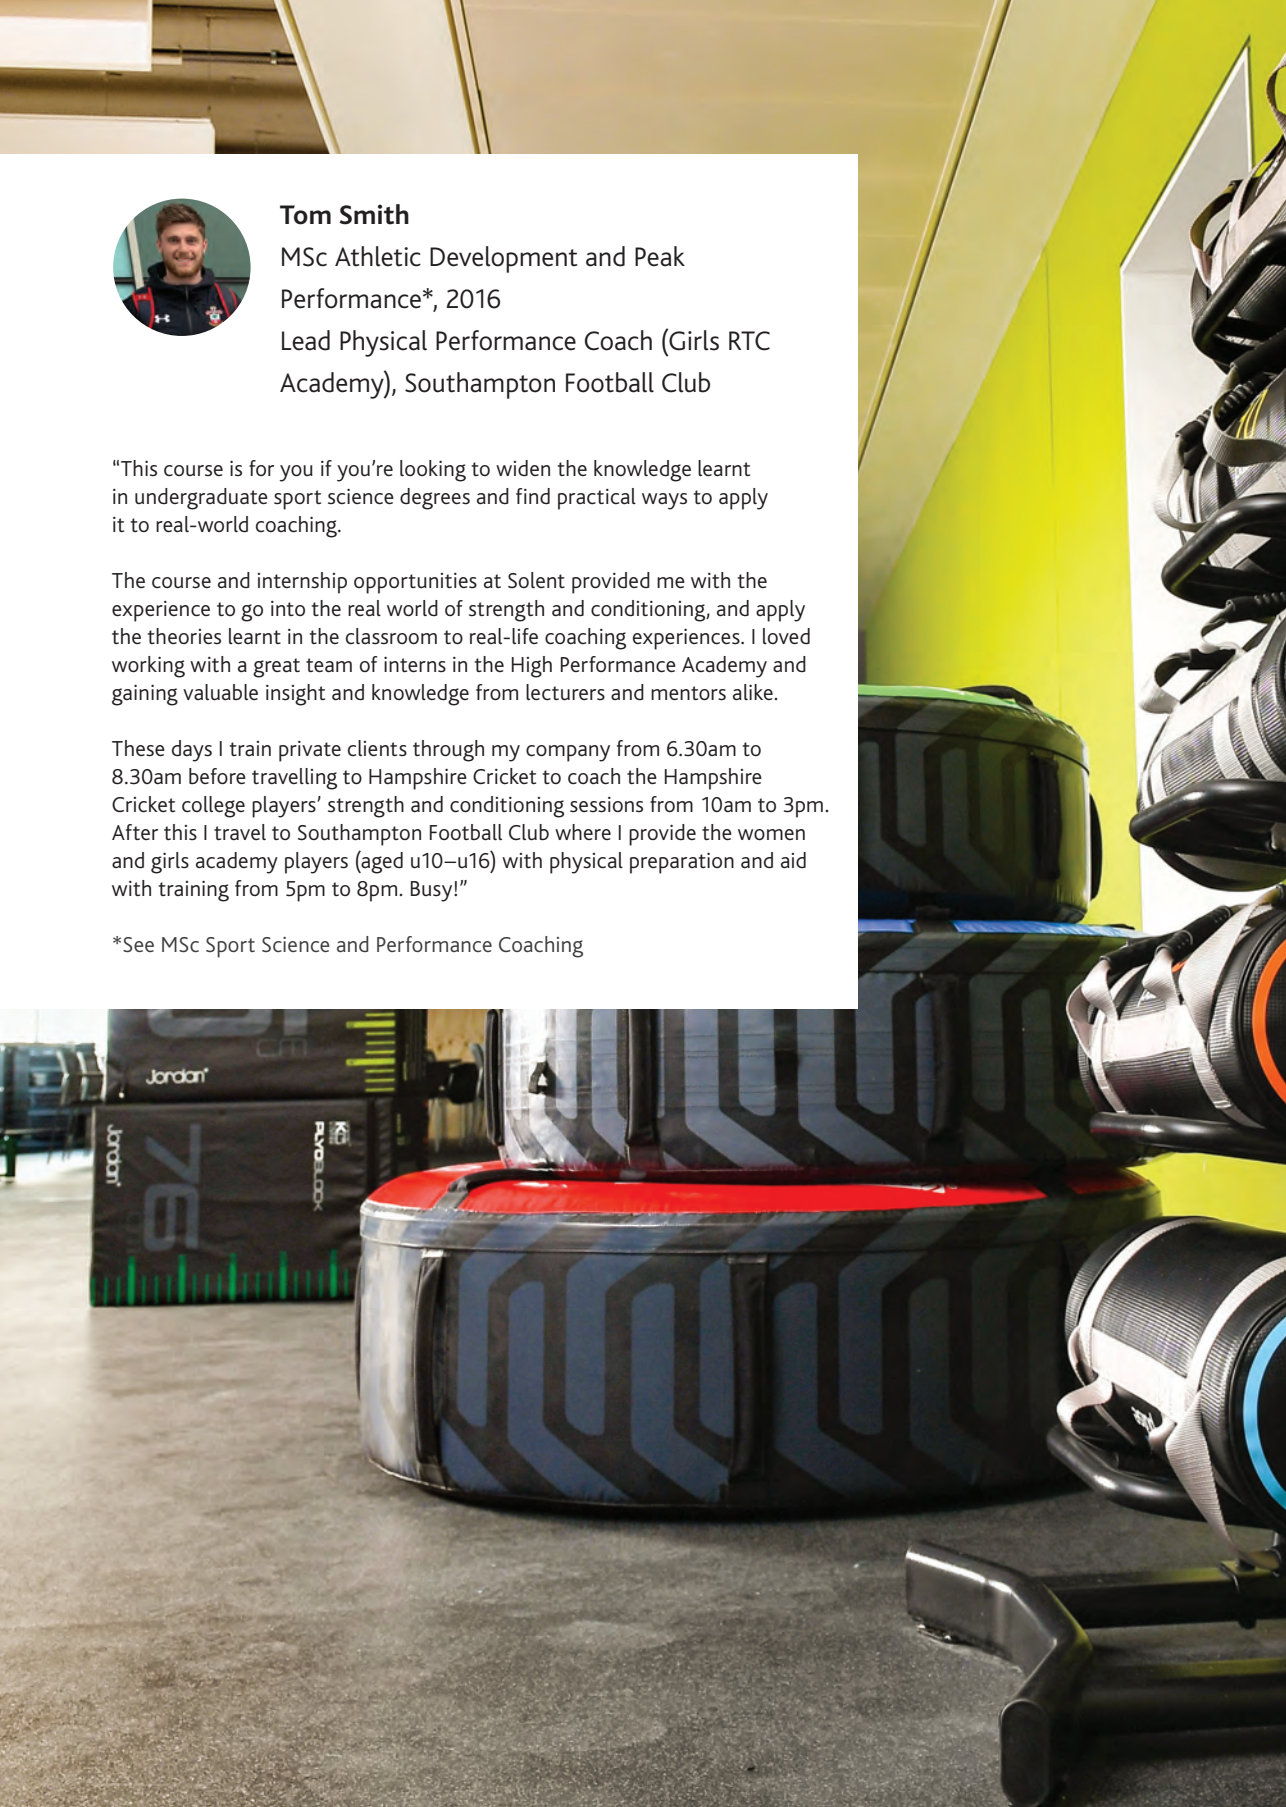 Tom Smith
MSc Athletic Development and Peak
Performance*, 2016
Lead Physical Performance Coach (Girls RTC
Academy), Southampton Football Club
“This course is for you if you’re looking to widen the knowledge learnt
in undergraduate sport science degrees and find practical ways to apply
it to real-world coaching.
The course and internship opportunities at Solent provided me with the
experience to go into the real world of strength and conditioning, and apply
the theories learnt in the classroom to real-life coaching experiences. I loved
working with a great team of interns in the High Performance Academy and
gaining valuable insight and knowledge from lecturers and mentors alike.
These days I train private clients through my company from 6.30am to
8.30am before travelling to Hampshire Cricket to coach the Hampshire
Cricket college players’ strength and conditioning sessions from 10am to 3pm.
After this I travel to Southampton Football Club where I provide the women
and girls academy players (aged u10–u16) with physical preparation and aid
with training from 5pm to 8pm. Busy!”
*See MSc Sport Science and Performance Coaching
cm
Jordan
Jordan
76
PLYOBLOCK